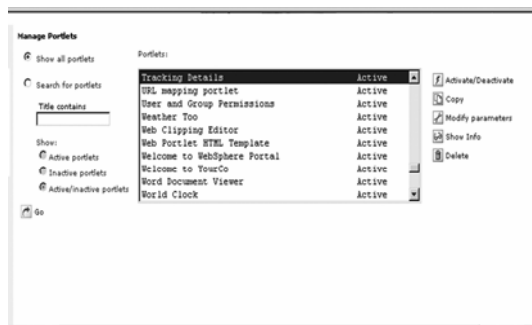 Manage Portlets
Show all portlets
Search for portlets
Title contains
Show:
Active portlets
Inactive portlets
Active/inactive portlets
Go
Portlets:
Tracking Details Active
URL mapping portlet Active
User and Group Permissions Active
Weather Too Active
Web Clipping Editor Active
Web Portlet HTML Template Active
Welcome to WebSphere Portal Active
Welcome to YourCo Active
Word Document Viewer Active
World Clock Active
Activate/Deactivate
Copy
Modify parameters
Show Info
Delete